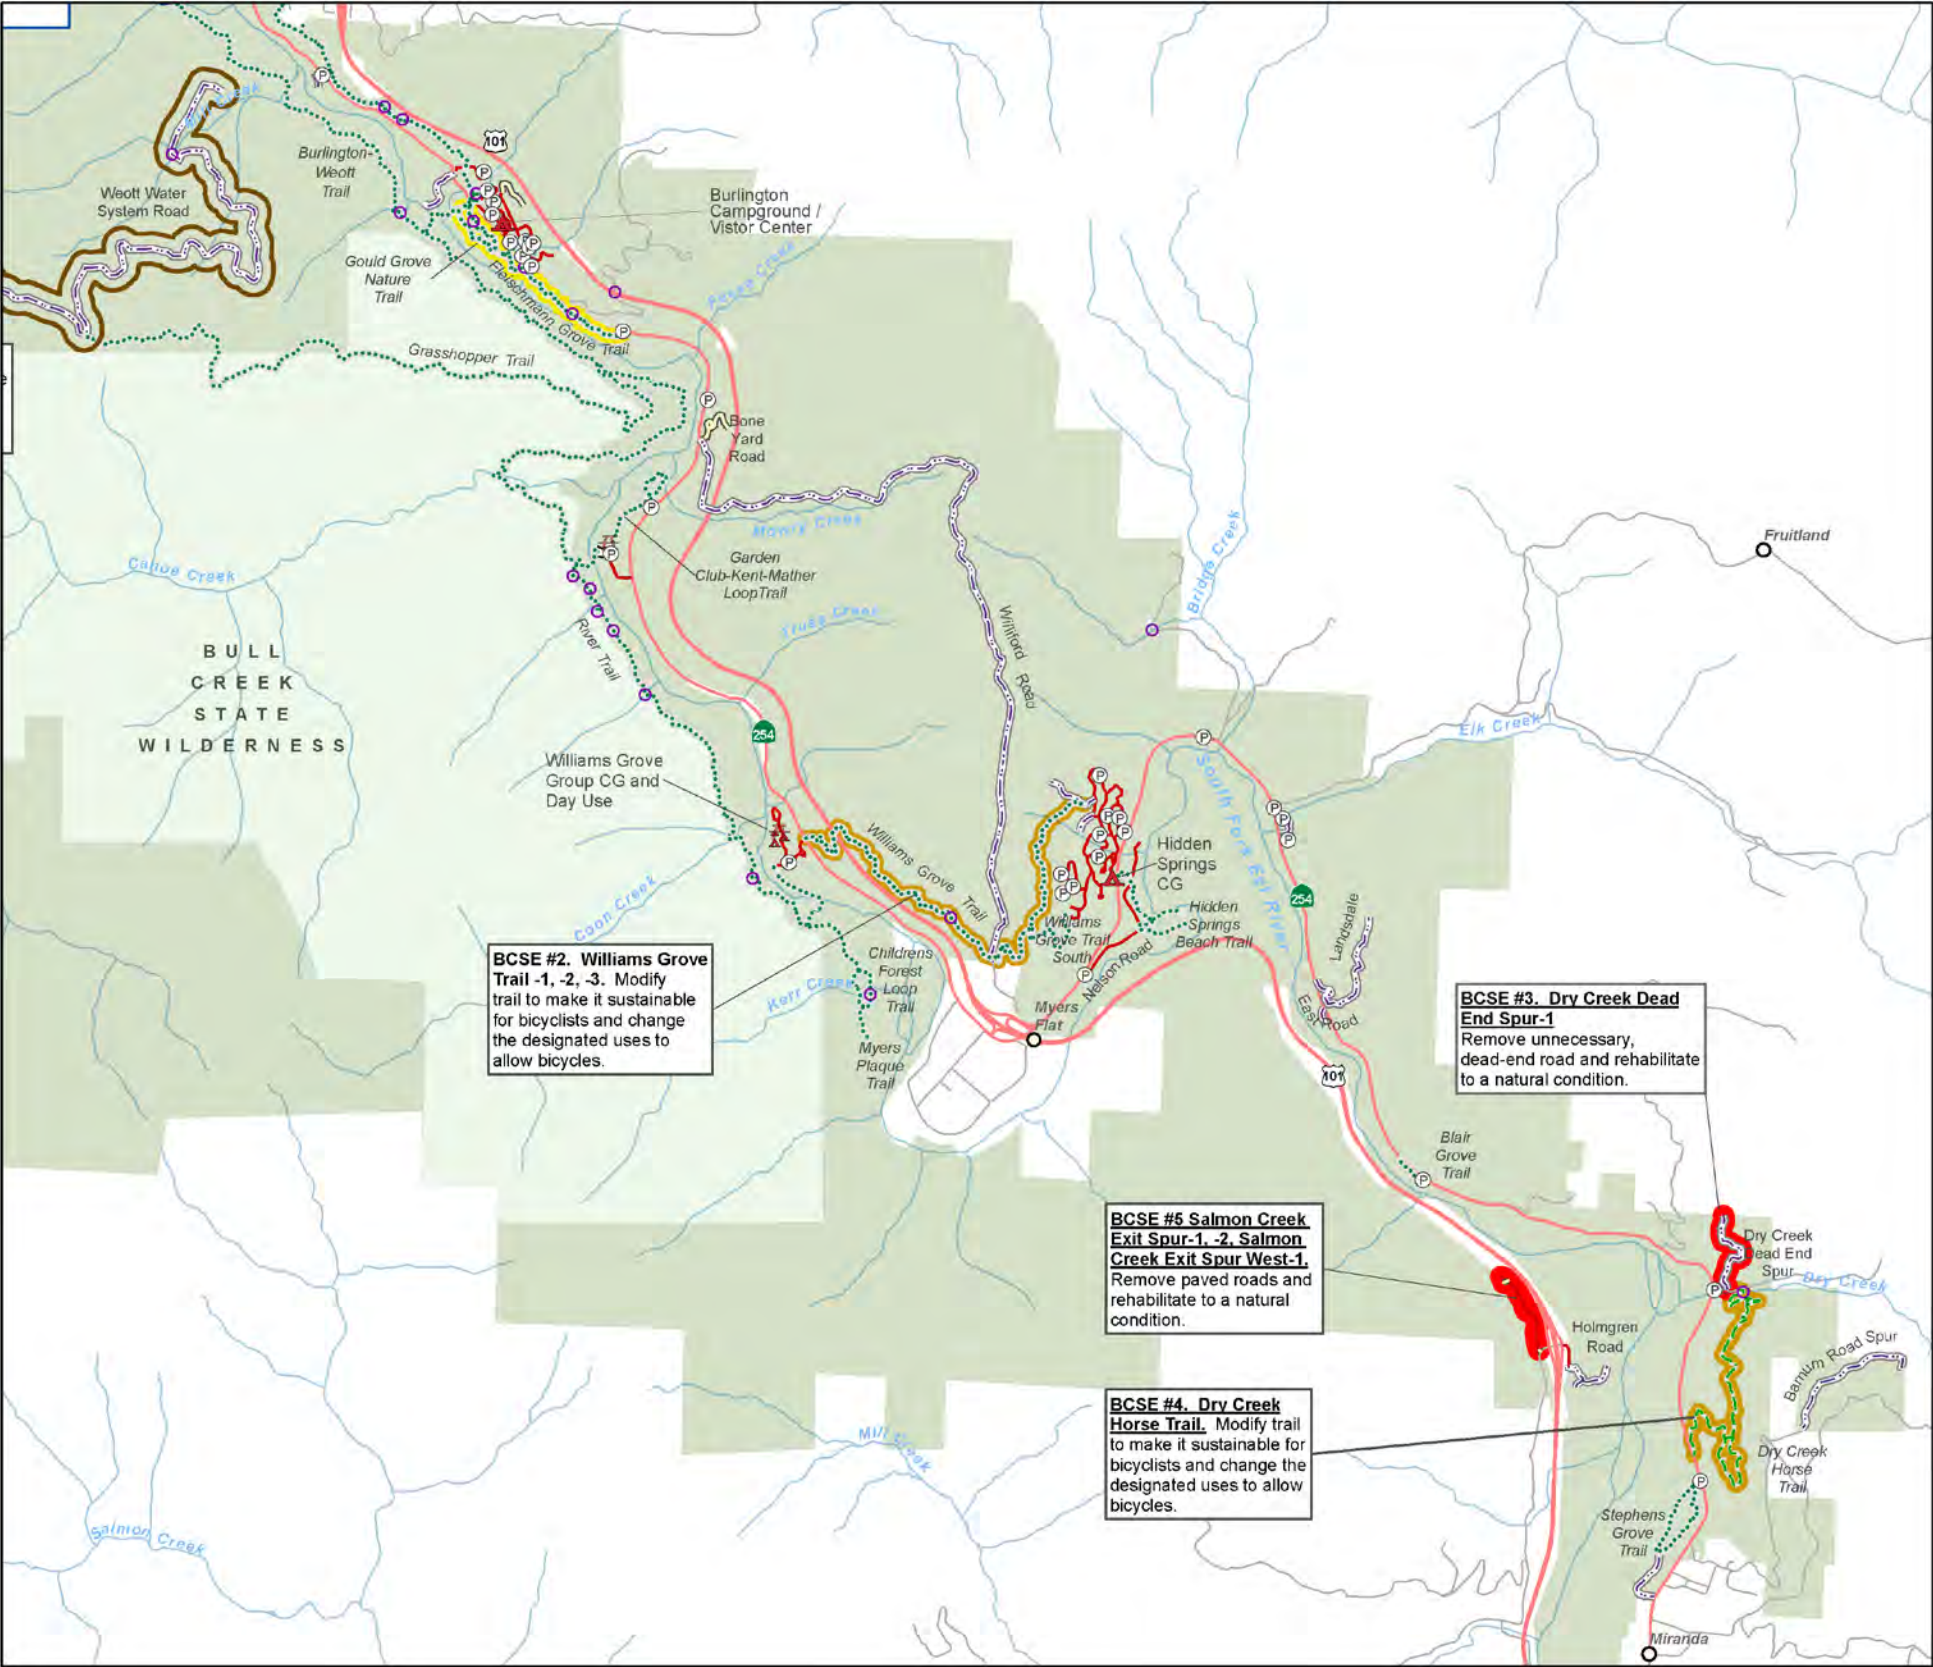 101
Mill Creek
Burlington-
Weott
Trail
Weott Water
System Road
Burlington
Campground /
Vistor Center
Gould Grove
Nature
Trail
Fleischmann Grove Trail
Grasshopper Trail
Bone
Yard
Road
Mowry Creek
Garden
Club-Kent-Mather
LoopTrail
Canoe Creek
River Trail
BULL
CREEK
STATE
WILDERNESS
Williford Road
Bridge Creek
Fruitland
Elk Creek
254
Williams Grove
Group CG and
Day Use
Williams Grove Trail
South Fork Eel River
Hidden
Springs
CG
254
Landsdale
Hidden
Springs
Beach Trail
Williams
Grove Trail
South
Nelson Road
Coon Creek
Kerr Creek
Childrens
Forest
Loop
Trail
Myers
Plaque
Trail
Myers
Flat
East Road
101
BCSE #2. Williams Grove
Trail -1, -2, -3. Modify
trail to make it sustainable
for bicyclists and change
the designated uses to
allow bicycles.
BCSE #3. Dry Creek Dead
End Spur-1
Remove unnecessary,
dead-end road and rehabilitate
to a natural condition.
Blair
Grove
Trail
BCSE #5 Salmon Creek
Exit Spur-1, -2, Salmon
Creek Exit Spur West-1.
Remove paved roads and
rehabilitate to a natural
condition.
Dry Creek
Dead End
Spur
Dry Creek
Holmgren
Road
Barnum Road Spur
BCSE #4. Dry Creek
Horse Trail. Modify trail
to make it sustainable for
bicyclists and change the
designated uses to allow
bicycles.
Dry Creek
Horse
Trail
Mill Creek
Stephens
Grove
Trail
Salmon Creek
Miranda